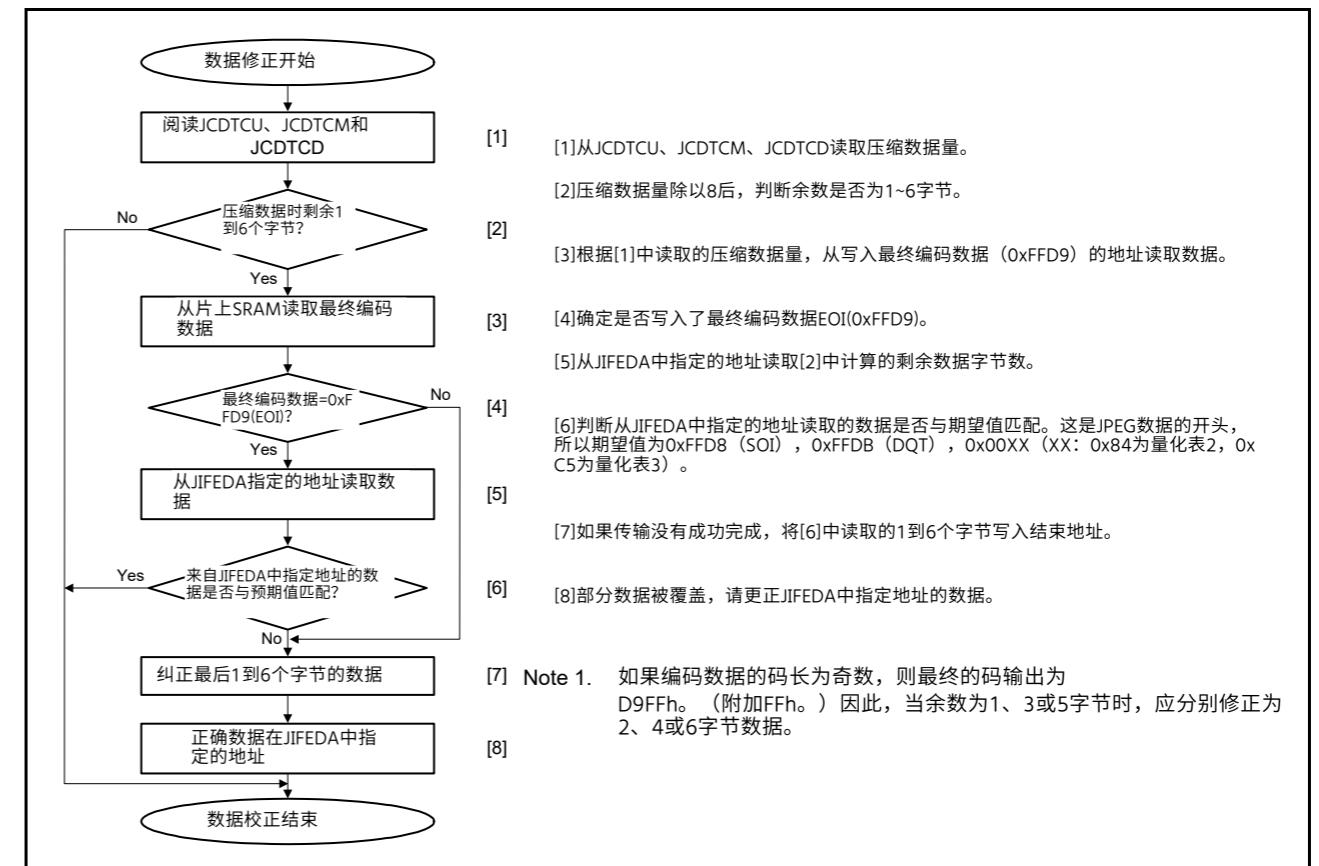 数据修正开始
阅读JCDTCU、JCDTCM和
JCDTCD
[1]
压缩数据时剩余1
到6个字节？
No
[2]
Yes
从片上SRAM读取最终编码
数据
[3]
最终编码数据=0xF
FD9(EOI)？
No
[4]
Yes
从JIFEDA指定的地址读取数
据
[5]
Yes
来自JIFEDA中指定地址的数
据是否与预期值匹配？
[6]
No
纠正最后1到6个字节的数据
[7]
正确数据在JIFEDA中指
定的地址
[8]
数据校正结束
[1]从JCDTCU、JCDTCM、JCDTCD读取压缩数据量。
[2]压缩数据量除以8后，判断余数是否为1~6字节。
[3]根据[1]中读取的压缩数据量，从写入最终编码数据（0xFFD9）的地址读取数据。
[4]确定是否写入了最终编码数据EOI(0xFFD9)。
[5]从JIFEDA中指定的地址读取[2]中计算的剩余数据字节数。
[6]判断从JIFEDA中指定的地址读取的数据是否与期望值匹配。这是JPEG数据的开头，
所以期望值为0xFFD8（SOI），0xFFDB（DQT），0x00XX（XX：0x84为量化表2，0x
C5为量化表3）。
[7]如果传输没有成功完成，将[6]中读取的1到6个字节写入结束地址。
[8]部分数据被覆盖，请更正JIFEDA中指定地址的数据。
Note 1. 如果编码数据的码长为奇数，则最终的码输出为
D9FFh。（附加FFh。）因此，当余数为1、3或5字节时，应分别修正为
2、4或6字节数据。